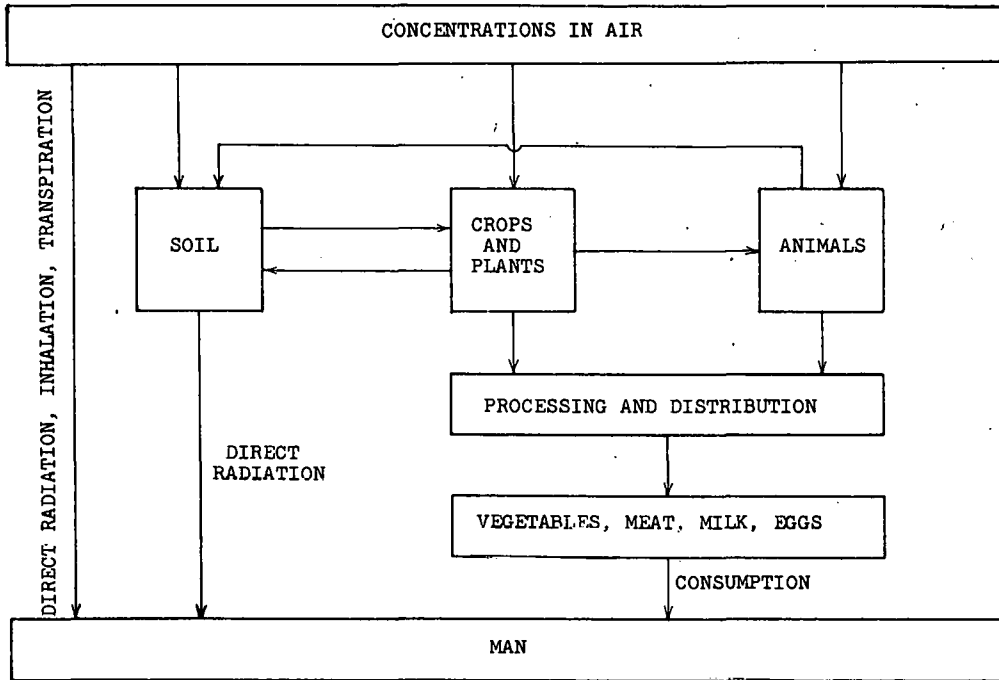 CONCENTRATIONS IN AIR
DIRECT RADIATION, INHALATION, TRANSPIRATION
SOIL
CROPS
AND
PLANTS
ANIMALS
PROCESSING AND DISTRIBUTION
DIRECT
RADIATION
VEGETABLES, MEAT, MILK, EGGS
CONSUMPTION
MAN